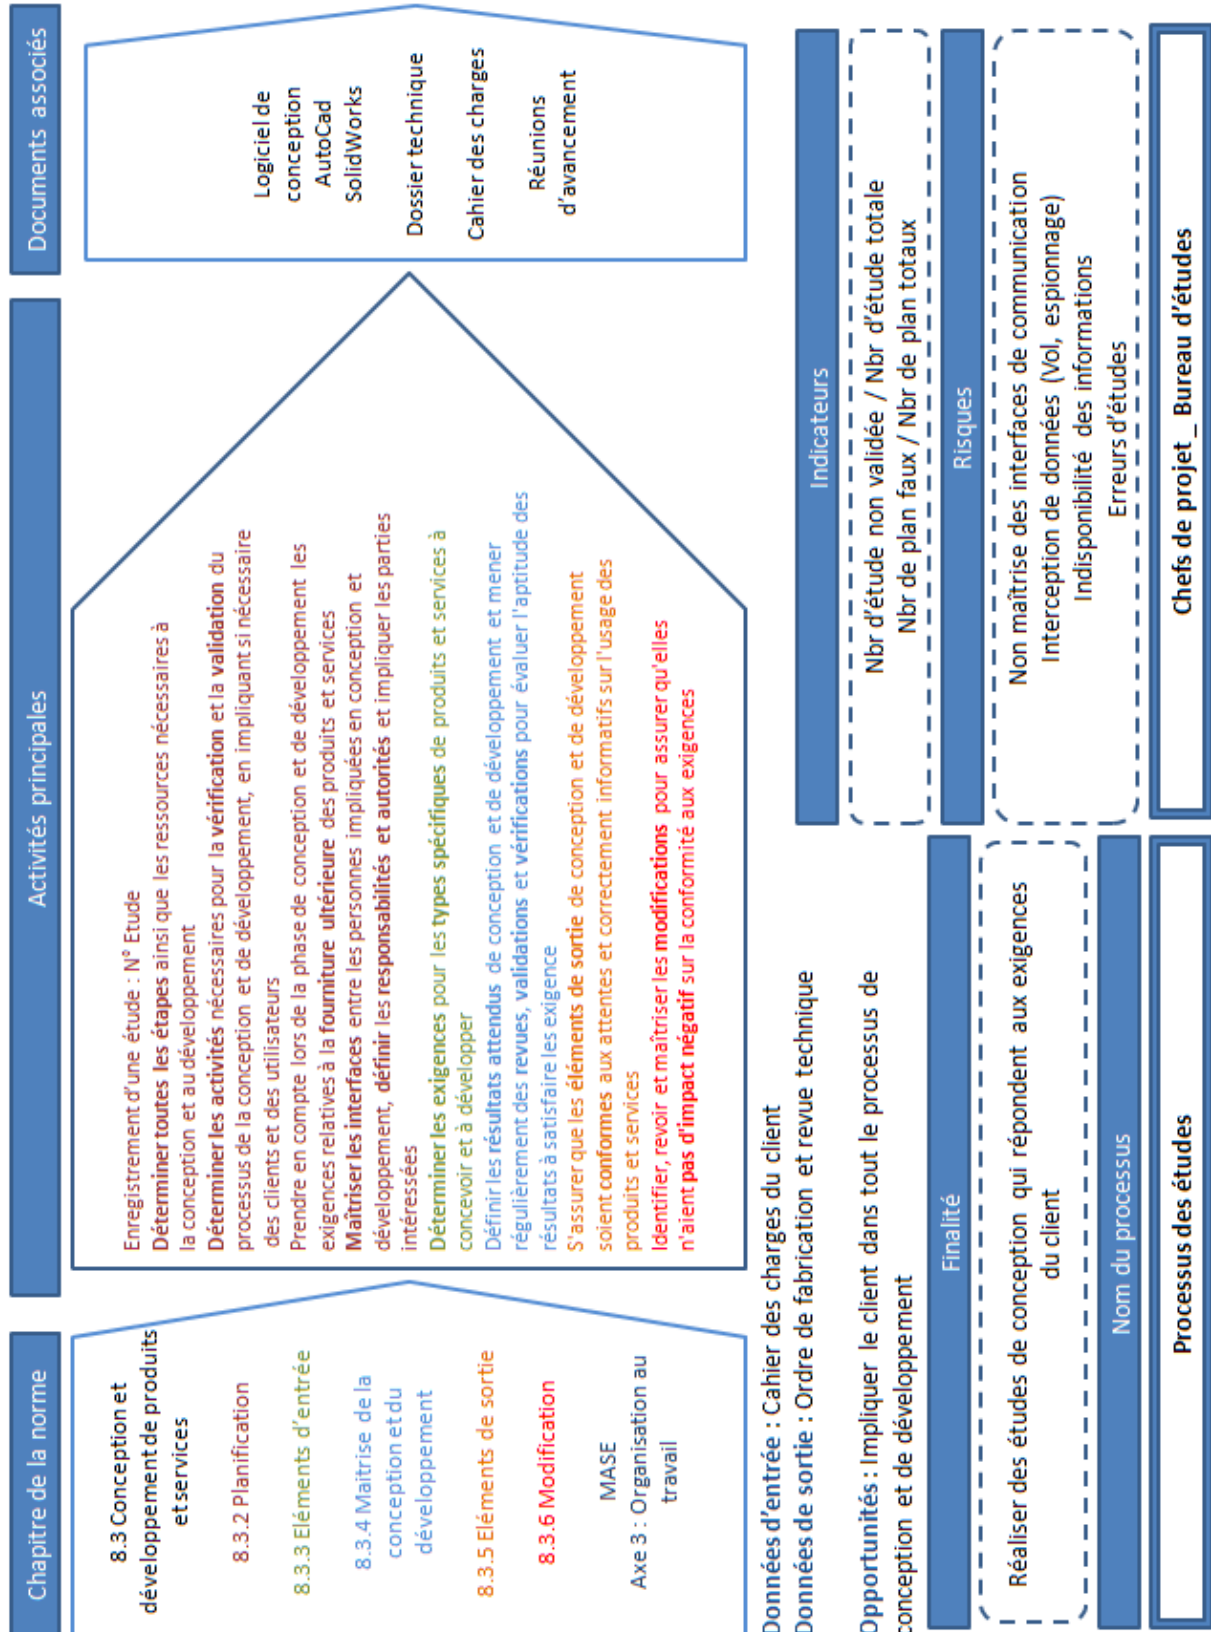 Chapitre de la norme
8.3 Conception et
développement de produits
et services
8.3.2 Planification
8.3.3 Eléments d'entrée
8.3.4 Maitrise de la
conception et du
développement
8.3.5 Eléments de sortie
8.3.6 Modification
MASE
Axe 3 : Organisation au
travail
Activités principales
Enregistrement d'une étude : N° Etude
Déterminer toutes les étapes ainsi que les ressources nécessaires à
la conception et au développement
Déterminer les activités nécessaires pour la vérification et la validation du
processus de la conception et de développement, en impliquant si nécessaire
des clients et des utilisateurs
Prendre en compte lors de la phase de conception et de développement les
exigences relatives à la fourniture ultérieure des produits et services
Maîtriser les interfaces entre les personnes impliquées en conception et
développement, définir les responsabilités et autorités et impliquer les parties
intéressées
Déterminer les exigences pour les types spécifiques de produits et services à
concevoir et à développer
Définir les résultats attendus de conception et de développement et mener
régulièrement des revues, validations et vérifications pour évaluer l'aptitude des
résultats à satisfaire les exigence
S'assurer que les éléments de sortie de conception et de développement
soient conformes aux attentes et correctement informatifs sur l'usage des
produits et services
Identifier, revoir et maîtriser les modifications pour assurer qu'elles
n'aient pas d'impact négatif sur la conformité aux exigences
Documents associés
Logiciel de
conception
AutoCad
SolidWorks
Dossier technique
Cahier des charges
Réunions
d'avancement
Données d'entrée : Cahier des charges du client
Données de sortie : Ordre de fabrication et revue technique
Opportunités : Impliquer le client dans tout le processus de
conception et de développement
Finalité
Réaliser des études de conception qui répondent aux exigences
du client
Nom du processus
Processus des études
Indicateurs
Nbr d'étude non validée / Nbr d'étude totale
Nbr de plan faux / Nbr de plan totaux
Risques
Non maîtrise des interfaces de communication
Interception de données (Vol, espionnage)
Indisponibilité des informations
Erreurs d'études
Chefs de projet _ Bureau d'études